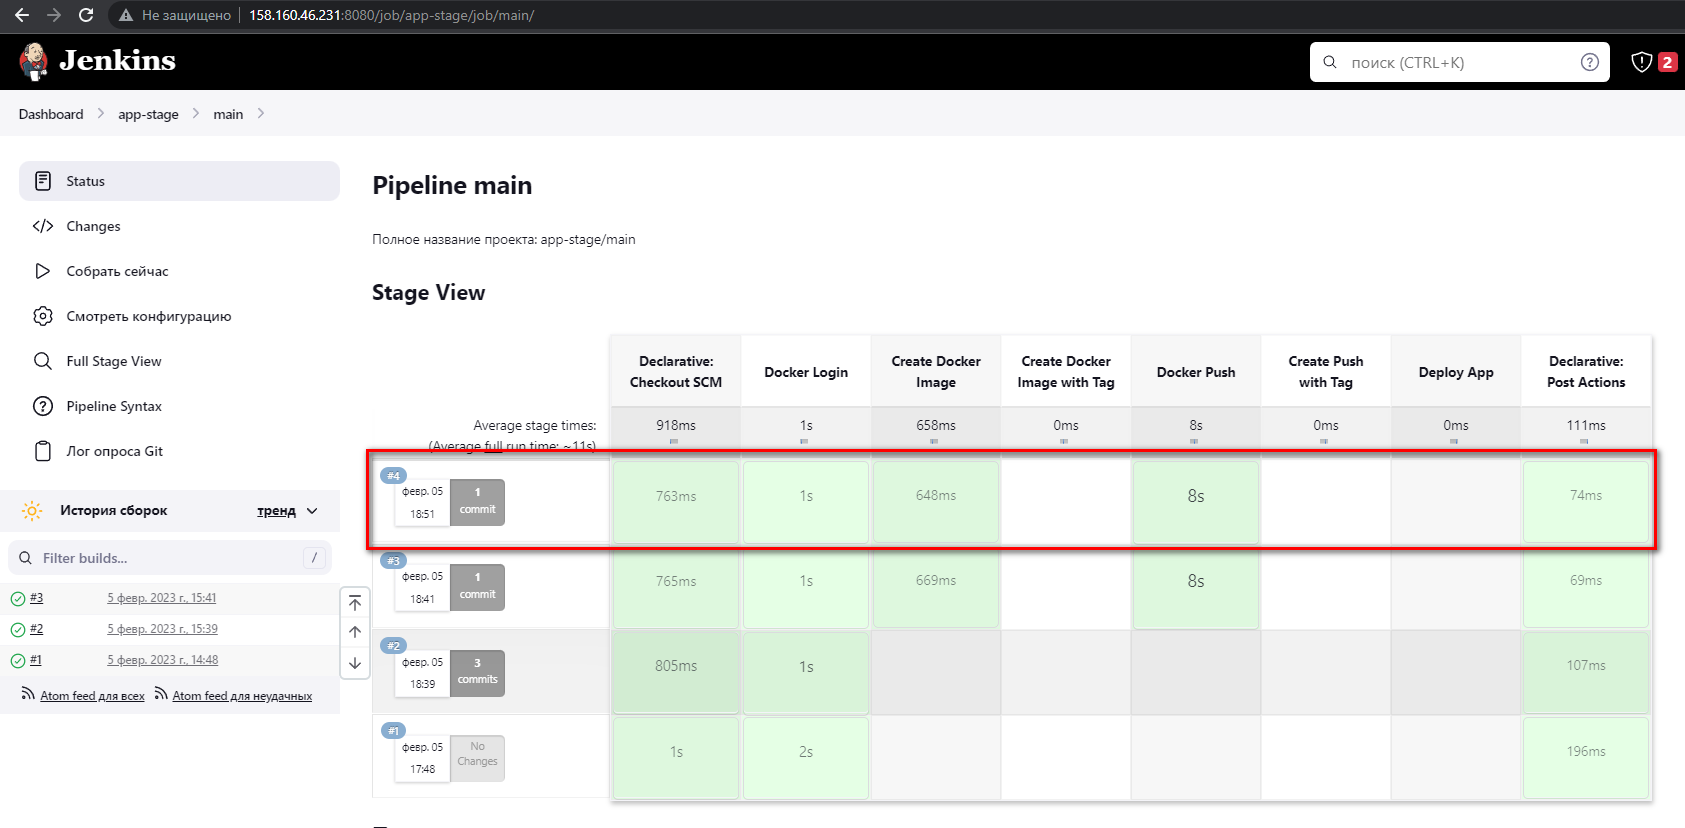 Не защищено 158.160.46.231:8080/job/app-stage/job/main/
Jenkins
поиск (CTRL+K)
2
Dashboard
app-stage
main
Status
Changes
Собрать сейчас
Смотреть конфигурацию
Full Stage View
Pipeline Syntax
Лог опроса Git
История сборок
тренд
Filter builds...
/
#3 5 февр. 2023 г., 15:41
#2 5 февр. 2023 г., 15:39
#1 5 февр. 2023 г., 14:48
Atom feed для всех Atom feed для неудачных
Pipeline main
Полное название проекта: app-stage/main
Stage View
Declarative: Checkout SCM
Docker Login
Create Docker Image
Create Docker Image with Tag
Docker Push
Create Push with Tag
Deploy App
Declarative: Post Actions
Average stage times: 918ms 1s 658ms 0ms 8s 0ms 0ms 111ms
(Average full run time: ~11s)
#4
февр. 05 18:51
1 commit
763ms 1s 648ms 8s 74ms
#3
февр. 05 18:41
1 commit
765ms 1s 669ms 8s 69ms
#2
февр. 05 18:39
3 commits
805ms 1s 107ms
#1
февр. 05 17:48
No Changes
1s 2s 196ms